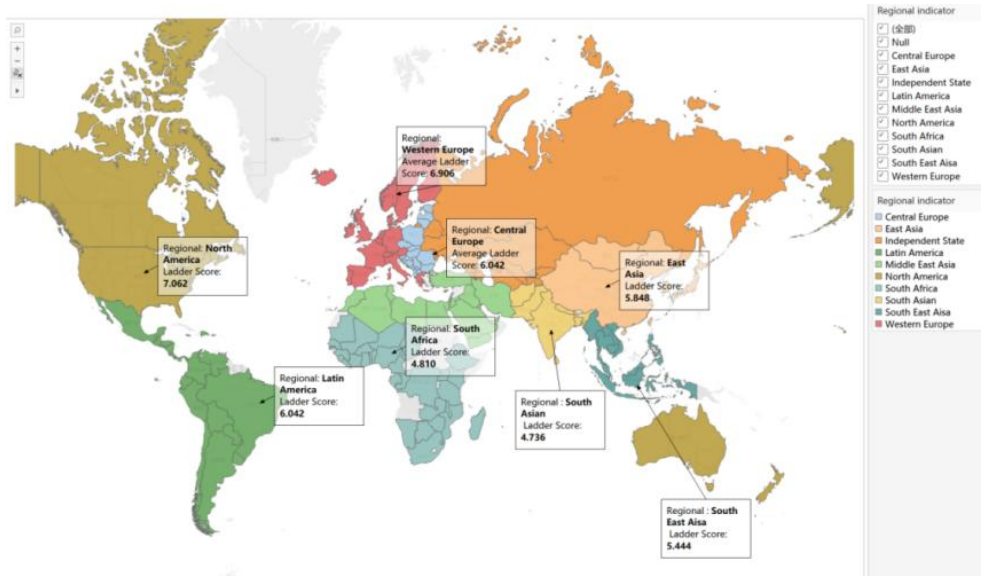 Regional indicator
(全部)
Null
Central Europe
East Asia
Independent State
Latin America
Middle East Asia
North America
South Africa
South Asian
South East Aisa
Western Europe
Regional indicator
Central Europe
East Asia
Independent State
Latin America
Middle East Asia
North America
South Africa
South Asian
South East Aisa
Western Europe
Regional:
Western Europe
Average Ladder
Score: 6.906
Regional: Central
Europe
Average Ladder
Score: 6.042
Regional: North
America
Ladder Score:
7.062
Regional: East
Asia
Ladder Score:
5.848
Regional: South
Africa
Ladder Score:
4.810
Regional: Latin
America
Ladder Score:
6.042
Regional : South
Asian
Ladder Score:
4.736
Regional : South
East Aisa
Ladder Score:
5.444